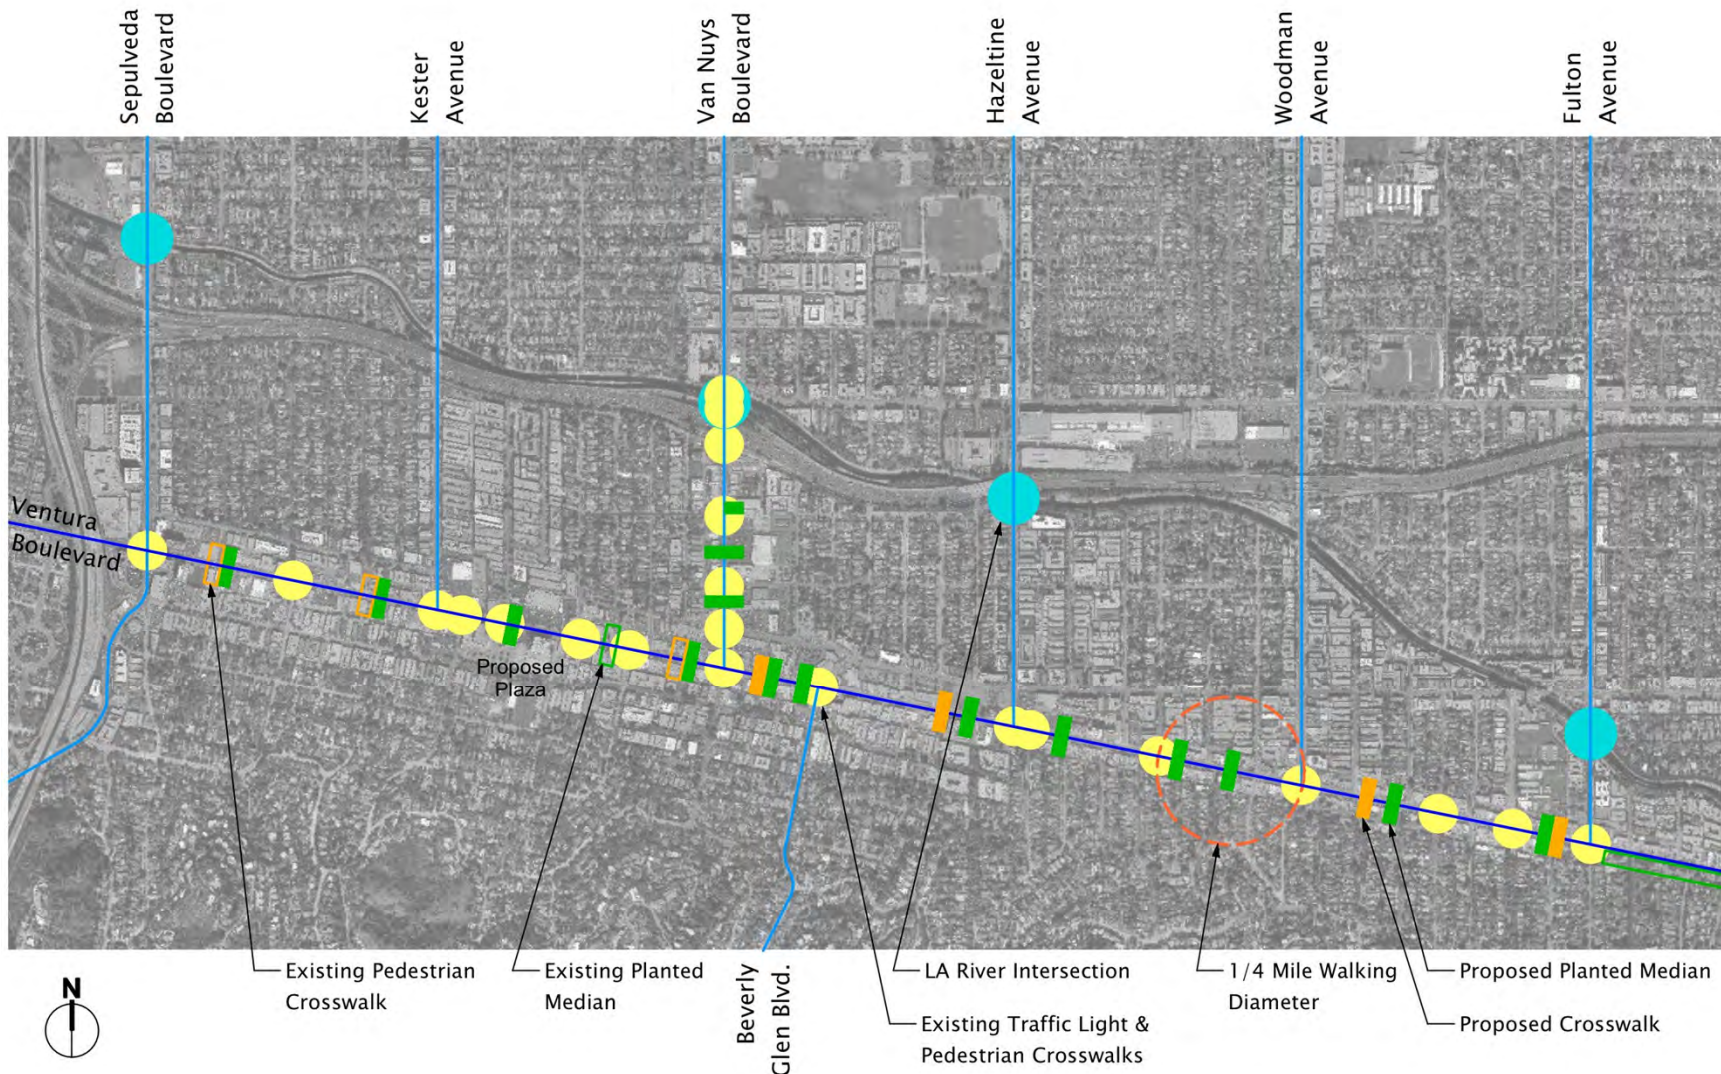 Sepulveda
Boulevard
Kester
Avenue
Van Nuys
Boulevard
Hazeltine
Avenue
Woodman
Avenue
Fulton
Avenue
Ventura
Boulevard
Proposed
Plaza
N
Existing Pedestrian
Crosswalk
Existing Planted
Median
Beverly
Glen Blvd.
LA River Intersection
Existing Traffic Light &
Pedestrian Crosswalks
1/4 Mile Walking
Diameter
Proposed Planted Median
Proposed Crosswalk